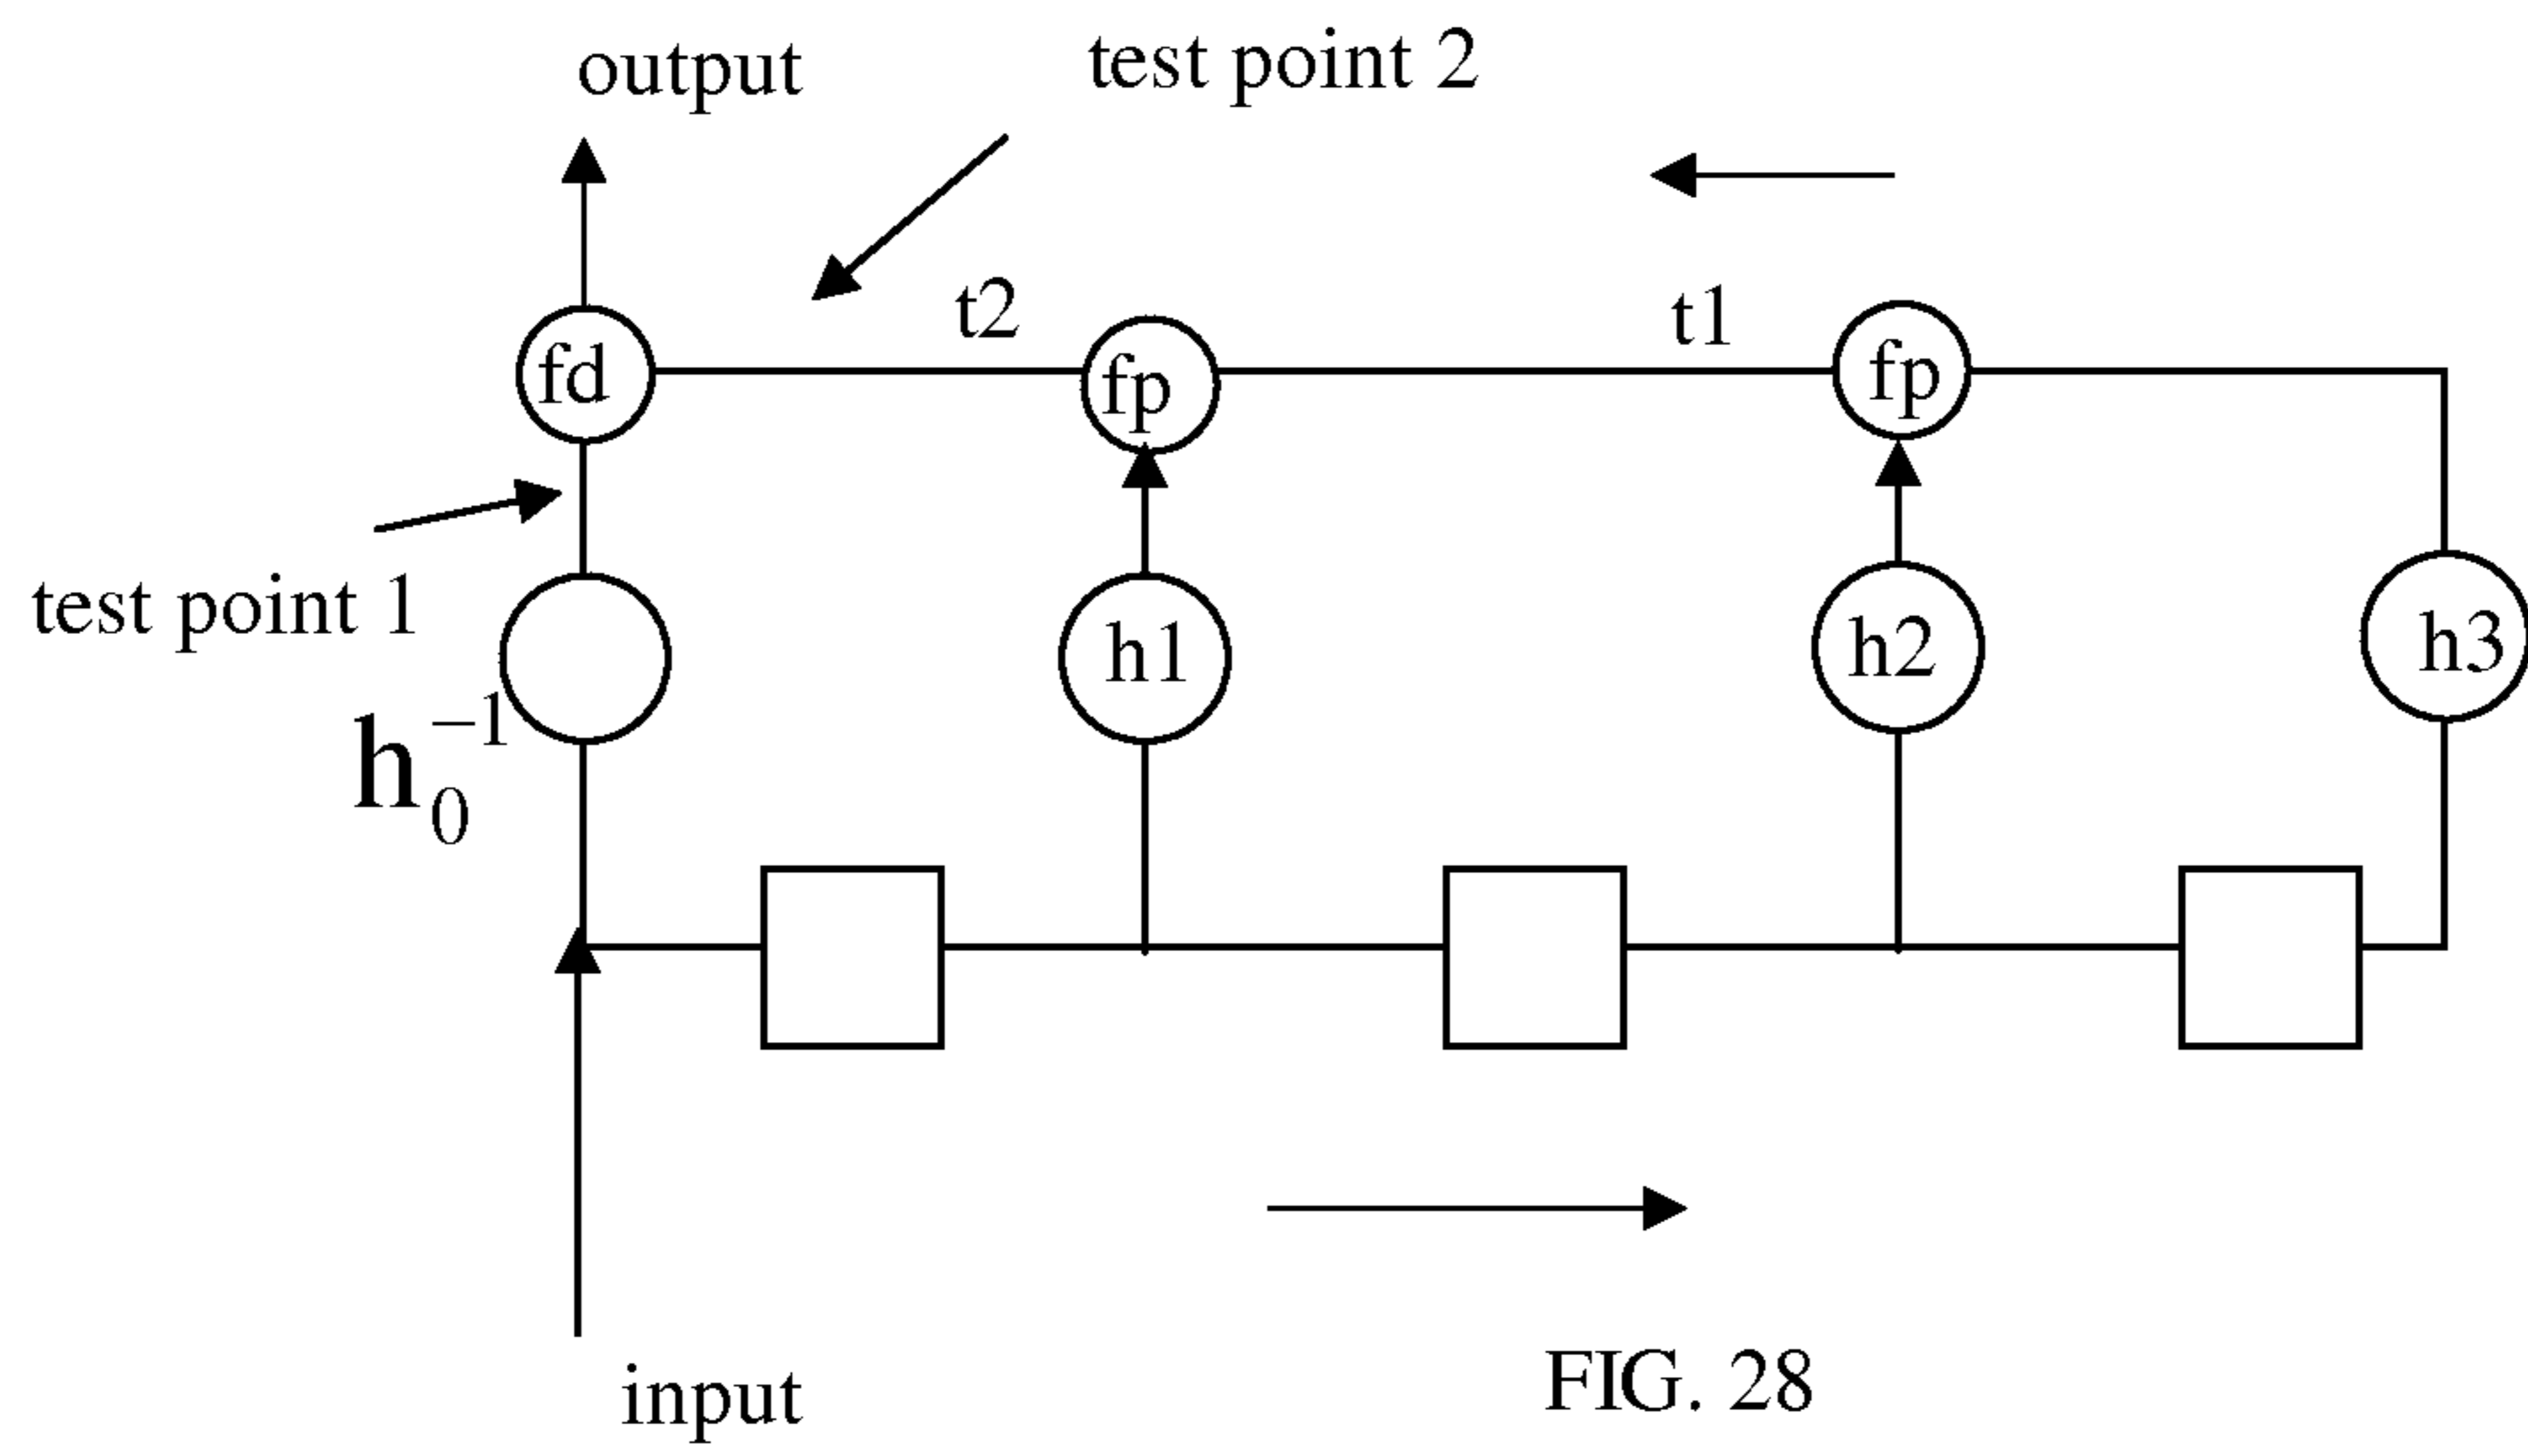 output
test point 2
t2
t1
fd
fp
fp
test point 1
h1
h2
h3
h₀⁻¹
input
FIG. 28